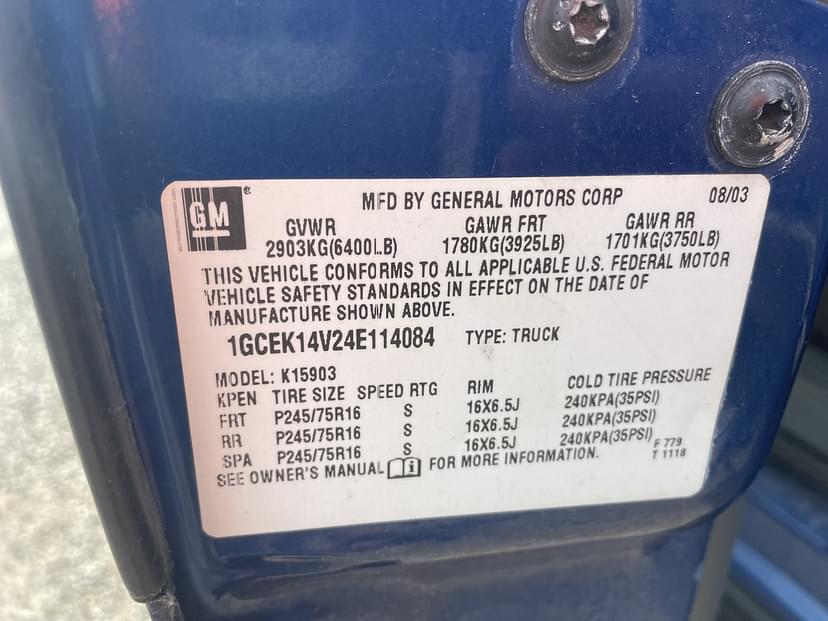 GM
MFD BY GENERAL MOTORS CORP 08/03
GVWR GAWR FRT GAWR RR
2903KG(6400LB) 1780KG(3925LB) 1701KG(3750LB)
THIS VEHICLE CONFORMS TO ALL APPLICABLE U.S. FEDERAL MOTOR
VEHICLE SAFETY STANDARDS IN EFFECT ON THE DATE OF
MANUFACTURE SHOWN ABOVE.
1GCEK14V24E114084 TYPE: TRUCK
MODEL: K15903
KPEN TIRE SIZE SPEED RTG RIM COLD TIRE PRESSURE
FRT P245/75R16 S 16X6.5J 240KPA(35PSI)
RR P245/75R16 S 16X6.5J 240KPA(35PSI)
SPA P245/75R16 S 16X6.5J 240KPA(35PSI)
SEE OWNER'S MANUAL i FOR MORE INFORMATION.
F 779
T 1118